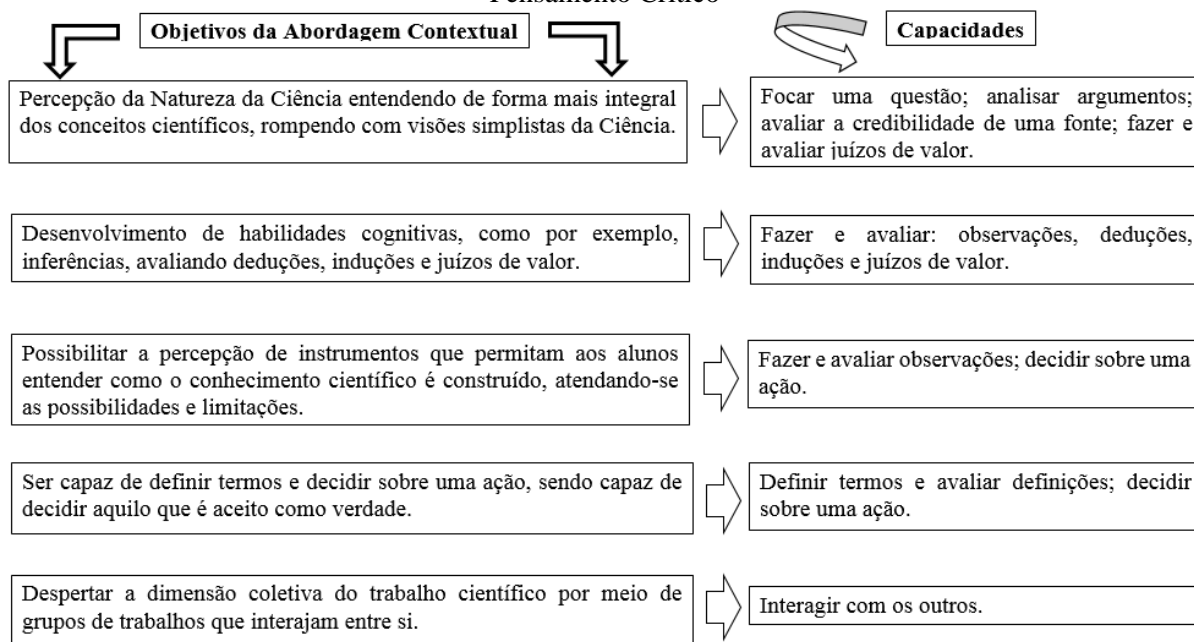 Pensamento Crítico
Objetivos da Abordagem Contextual
Capacidades
Percepção da Natureza da Ciência entendendo de forma mais integral
dos conceitos científicos, rompendo com visões simplistas da Ciência.
Focar uma questão; analisar argumentos;
avaliar a credibilidade de uma fonte; fazer e
avaliar juízos de valor.
Desenvolvimento de habilidades cognitivas, como por exemplo,
inferências, avaliando deduções, induções e juízos de valor.
Fazer e avaliar: observações, deduções,
induções e juízos de valor.
Possibilitar a percepção de instrumentos que permitam aos alunos
entender como o conhecimento científico é construído, atendando-se
as possibilidades e limitações.
Fazer e avaliar observações; decidir sobre uma
ação.
Ser capaz de definir termos e decidir sobre uma ação, sendo capaz de
decidir aquilo que é aceito como verdade.
Definir termos e avaliar definições; decidir
sobre uma ação.
Despertar a dimensão coletiva do trabalho científico por meio de
grupos de trabalhos que interajam entre si.
Interagir com os outros.